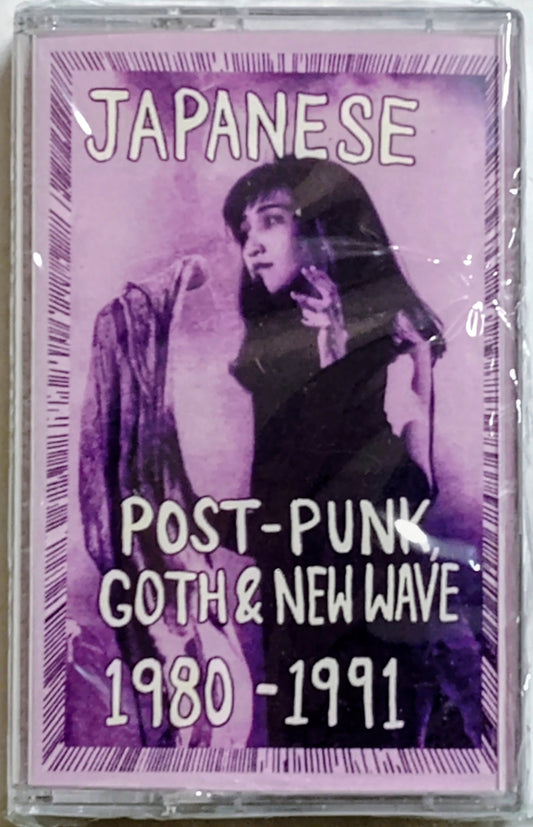 JAPANESE
POST-PUNK,
GOTH & NEW WAVE
1980-1991